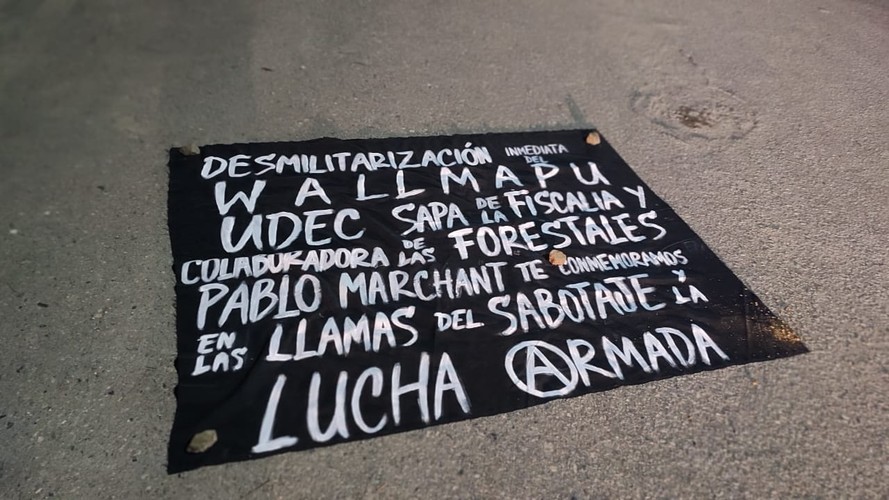 DESMILITARIZACIÓN INMEDIATA DEL
WALLMAPU
UDEC SAPA DE LA FISCALIA Y
COLADURADORA DE LAS FORESTALES
PABLO MARCHANT TE CONMEMORAMOS
EN LAS LLAMAS DEL SABOTAJE Y LA
LUCHA ARMADA